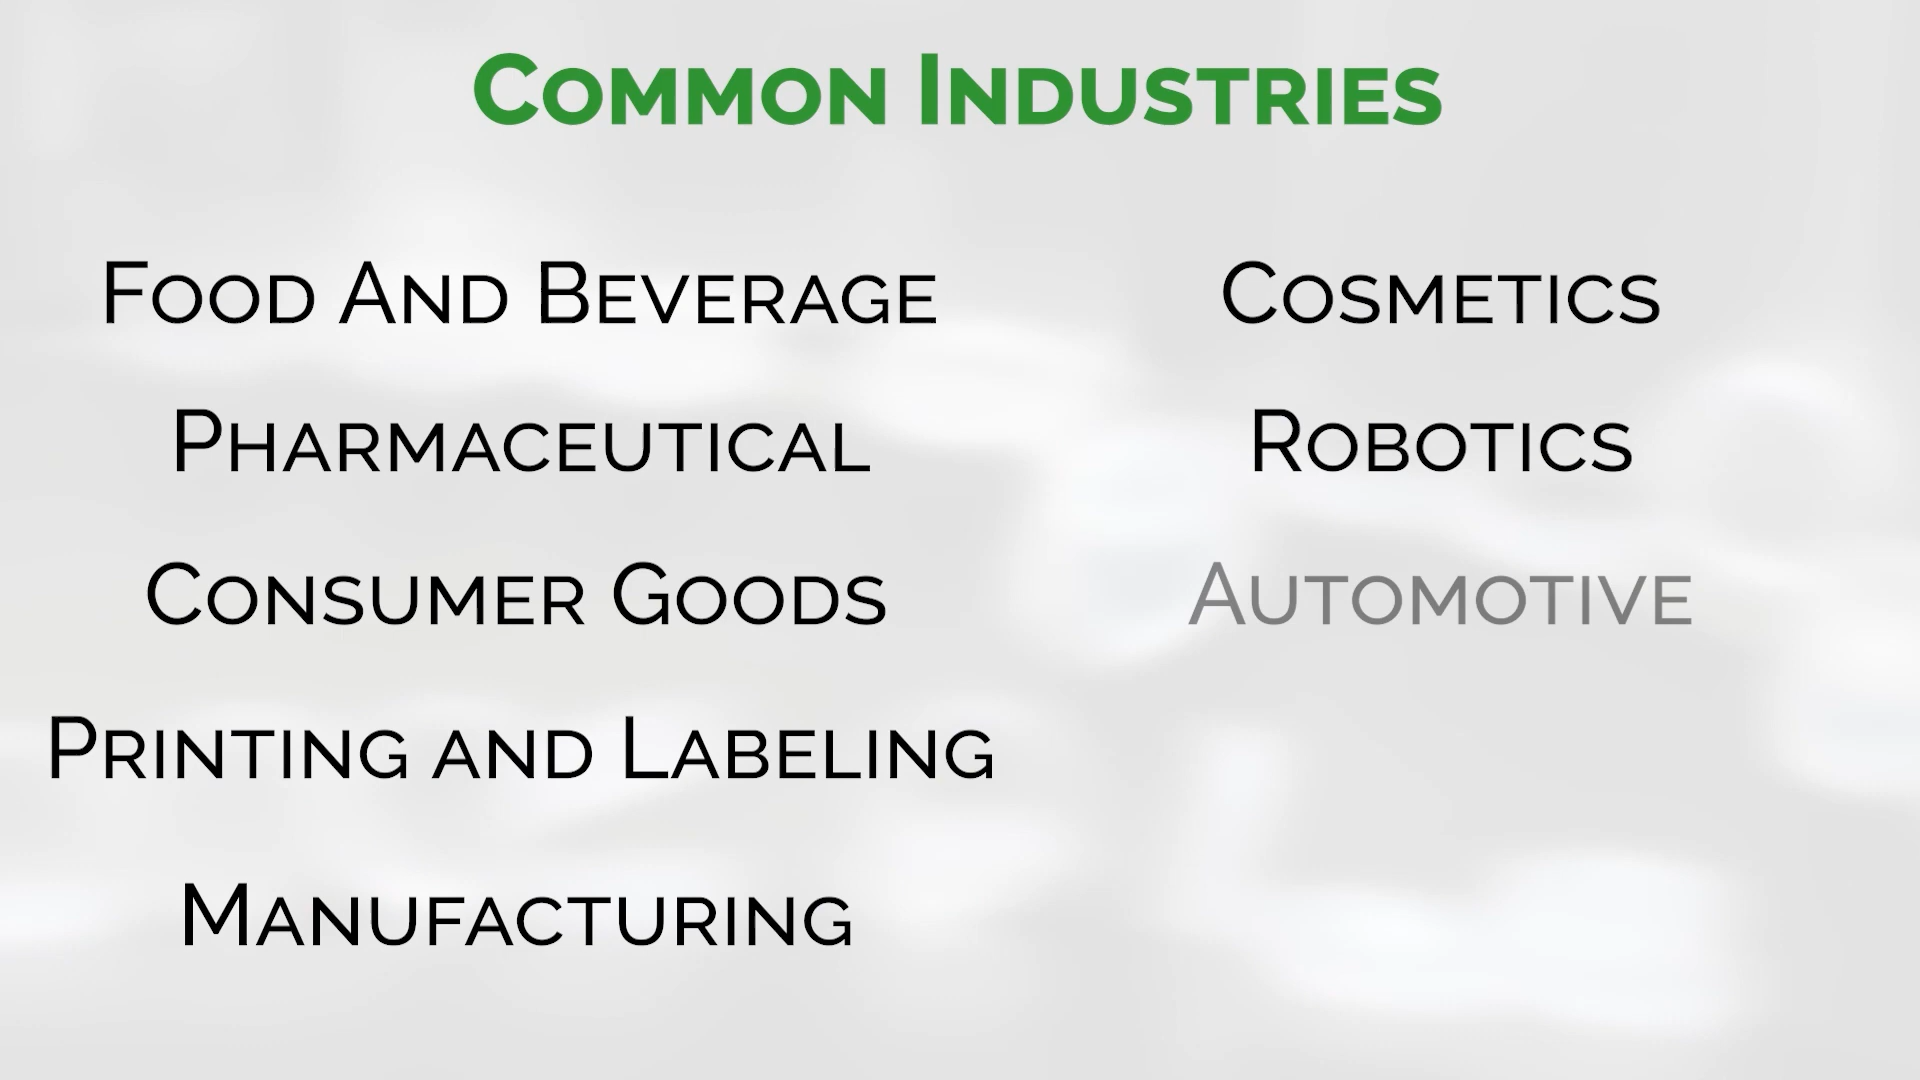 Common Industries
Food And Beverage
Pharmaceutical
Consumer Goods
Printing and Labeling
Manufacturing
Cosmetics
Robotics
Automotive